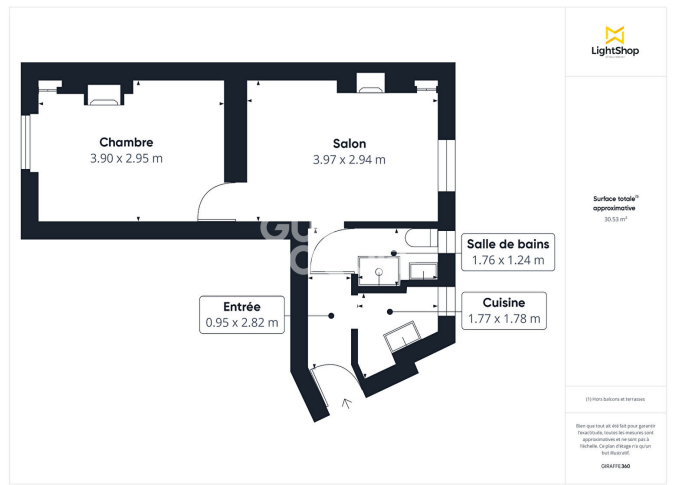 LightShop
Chambre
3.90 x 2.95 m
Salon
3.97 x 2.94 m
Salle de bains
1.76 x 1.24 m
Entrée
0.95 x 2.82 m
Cuisine
1.77 x 1.78 m
Surface totale⁽¹⁾
approximative
30.53 m²
(1) Hors balcons et terrasses
Bien que tout ait été fait pour garantir
l'exactitude, toutes les mesures sont
approximatives et ne sont pas à
l'échelle. Ce plan d'étage n'a qu'un
but illustratif.
GIRAFFE360